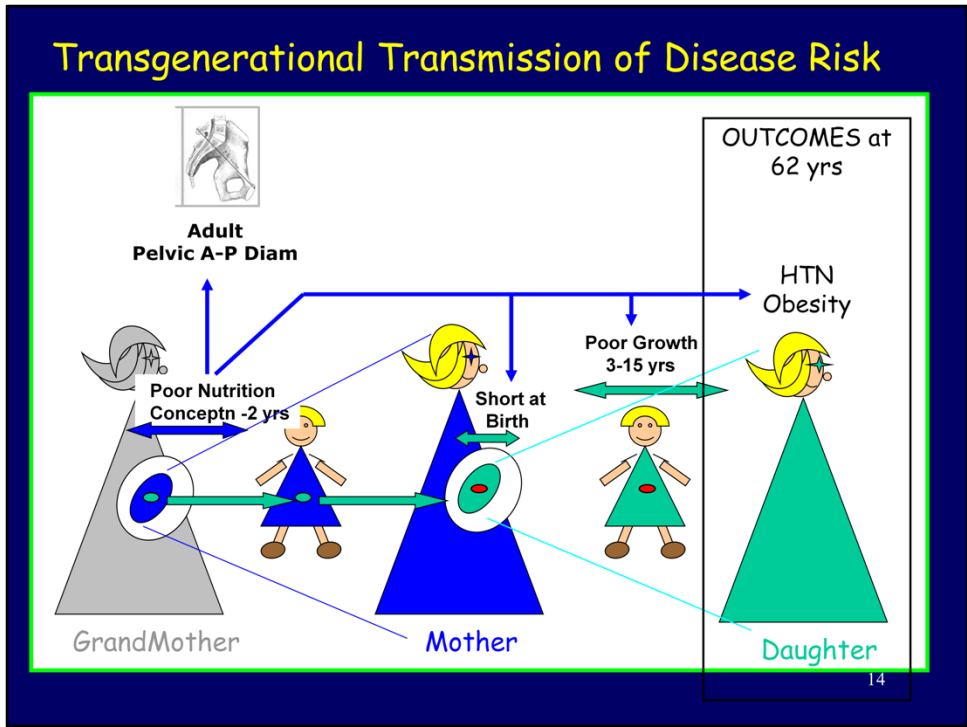 Transgenerational Transmission of Disease Risk
OUTCOMES at
62 yrs
Adult
Pelvic A-P Diam
HTN
Obesity
Poor Growth
3-15 yrs
Poor Nutrition
Conceptn -2 yrs
Short at
Birth
GrandMother
Mother
Daughter
14